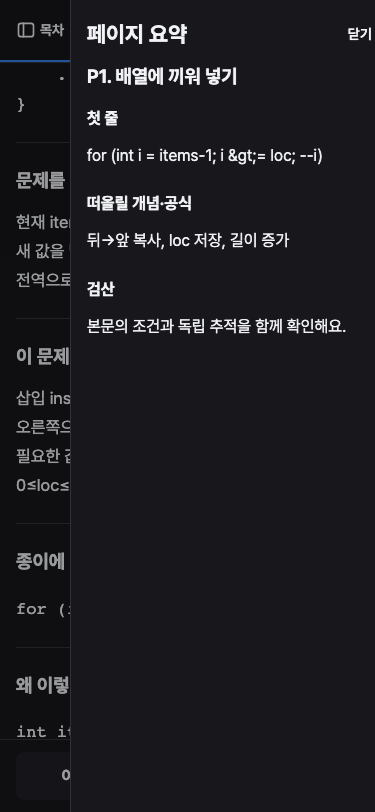 목차
}
문제를
현재
새 값을
전역으로
이 문제
삽입 ins
오른쪽으
필요한
0≤loc≤
종이에
for (
왜 이렇
int
페이지 요약
닫기
P1. 배열에 끼워 넣기
첫 줄
for (int i = items-1; i &gt;= loc; --i)
떠올릴 개념·공식
뒤→앞 복사, loc 저장, 길이 증가
검산
본문의 조건과 독립 추적을 함께 확인해요.